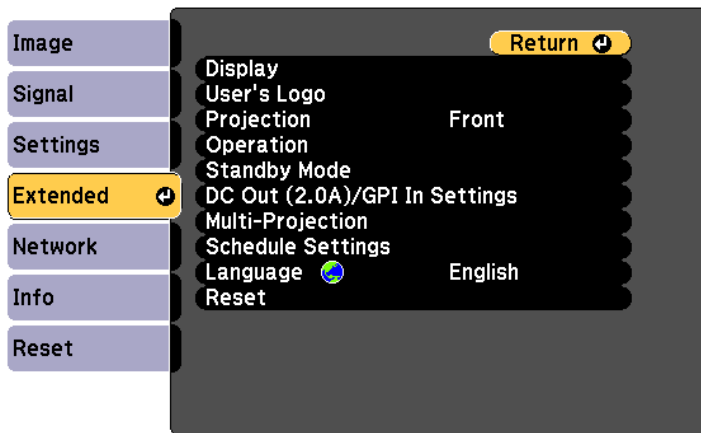 Image
Signal
Settings
Extended
Network
Info
Reset
Return
Display
User's Logo
Projection Front
Operation
Standby Mode
DC Out (2.0A)/GPI In Settings
Multi-Projection
Schedule Settings
Language English
Reset